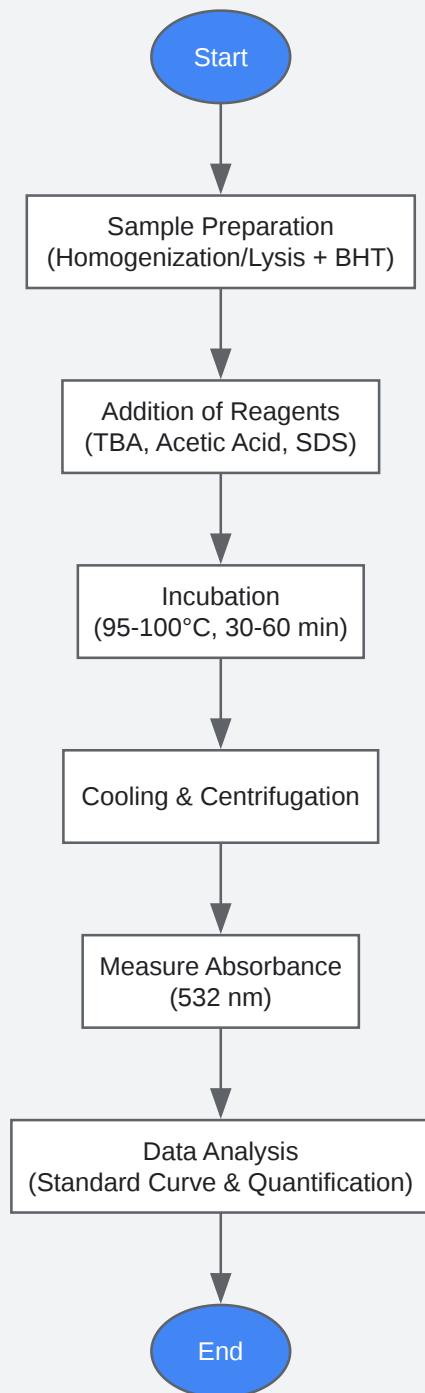 Start
Sample Preparation
(Homogenization/Lysis + BHT)
Addition of Reagents
(TBA, Acetic Acid, SDS)
Incubation
(95-100°C, 30-60 min)
Cooling & Centrifugation
Measure Absorbance
(532 nm)
Data Analysis
(Standard Curve & Quantification)
End